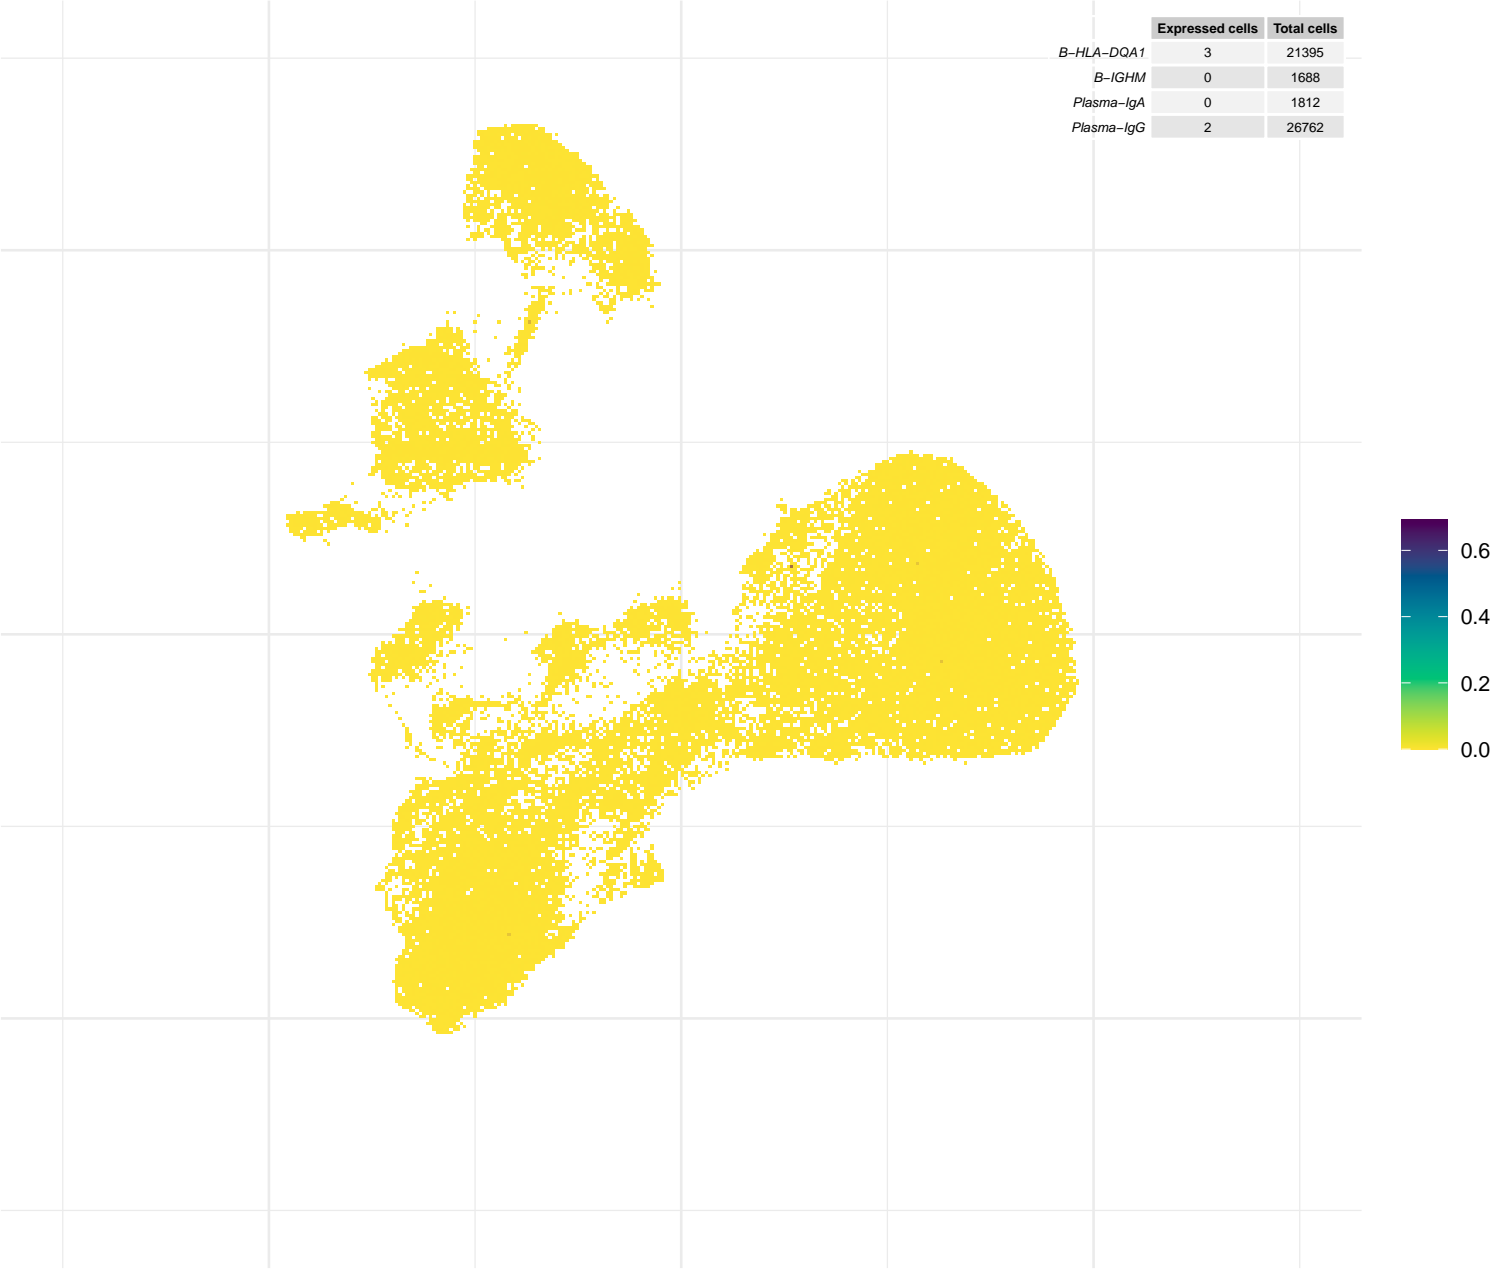 Expressed cells Total cells
B−HLA−DQA1 3 21395
B−IGHM 0 1688
Plasma−IgA 0 1812
Plasma−IgG 2 26762
0.6
0.4
0.2
0.0